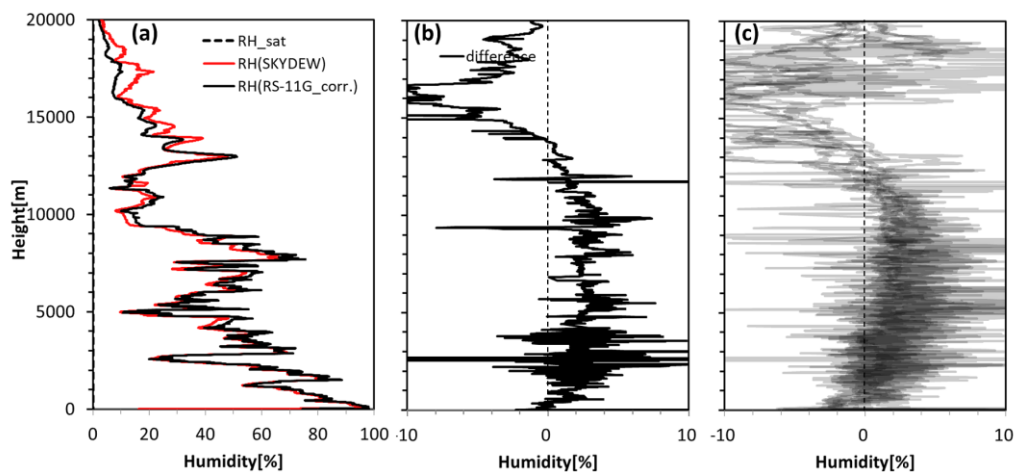 (a)
(b)
(c)
RH_sat
RH(SKYDEW)
RH(RS-11G_corr.)
difference
Height[m]
20000
15000
10000
5000
0
0 20 40 60 80 100
-10 0 10
-10 0 10
Humidity[%]
Humidity[%]
Humidity[%]